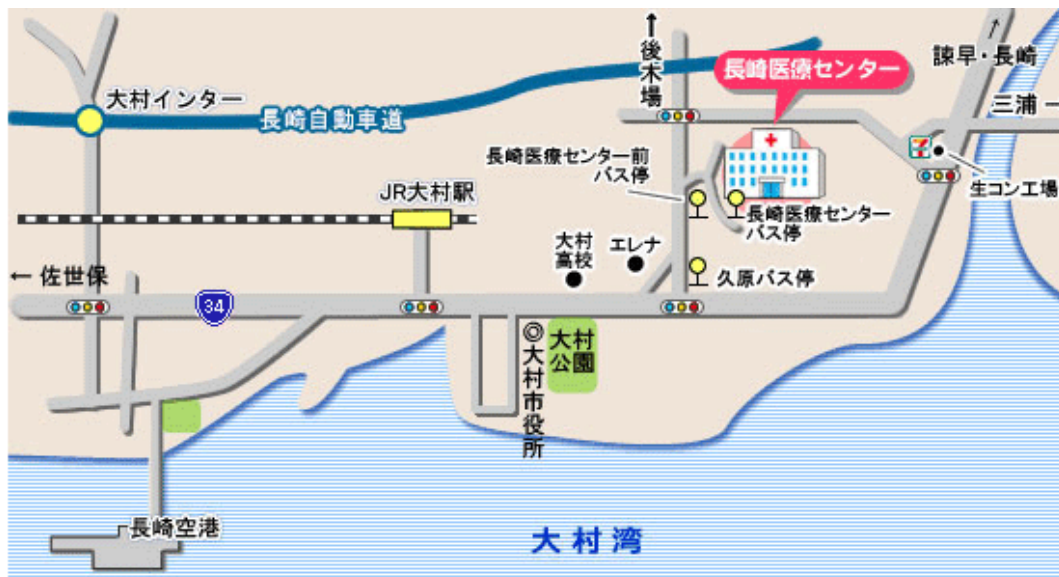 後木場
長崎医療センター
諫早・長崎
大村インター
長崎自動車道
三浦
長崎医療センター前
バス停
JR大村駅
生コン工場
長崎医療センター
バス停
大村
高校
エレナ
← 佐世保
久原バス停
34
大村
公園
◎大村市役所
長崎空港
大村湾